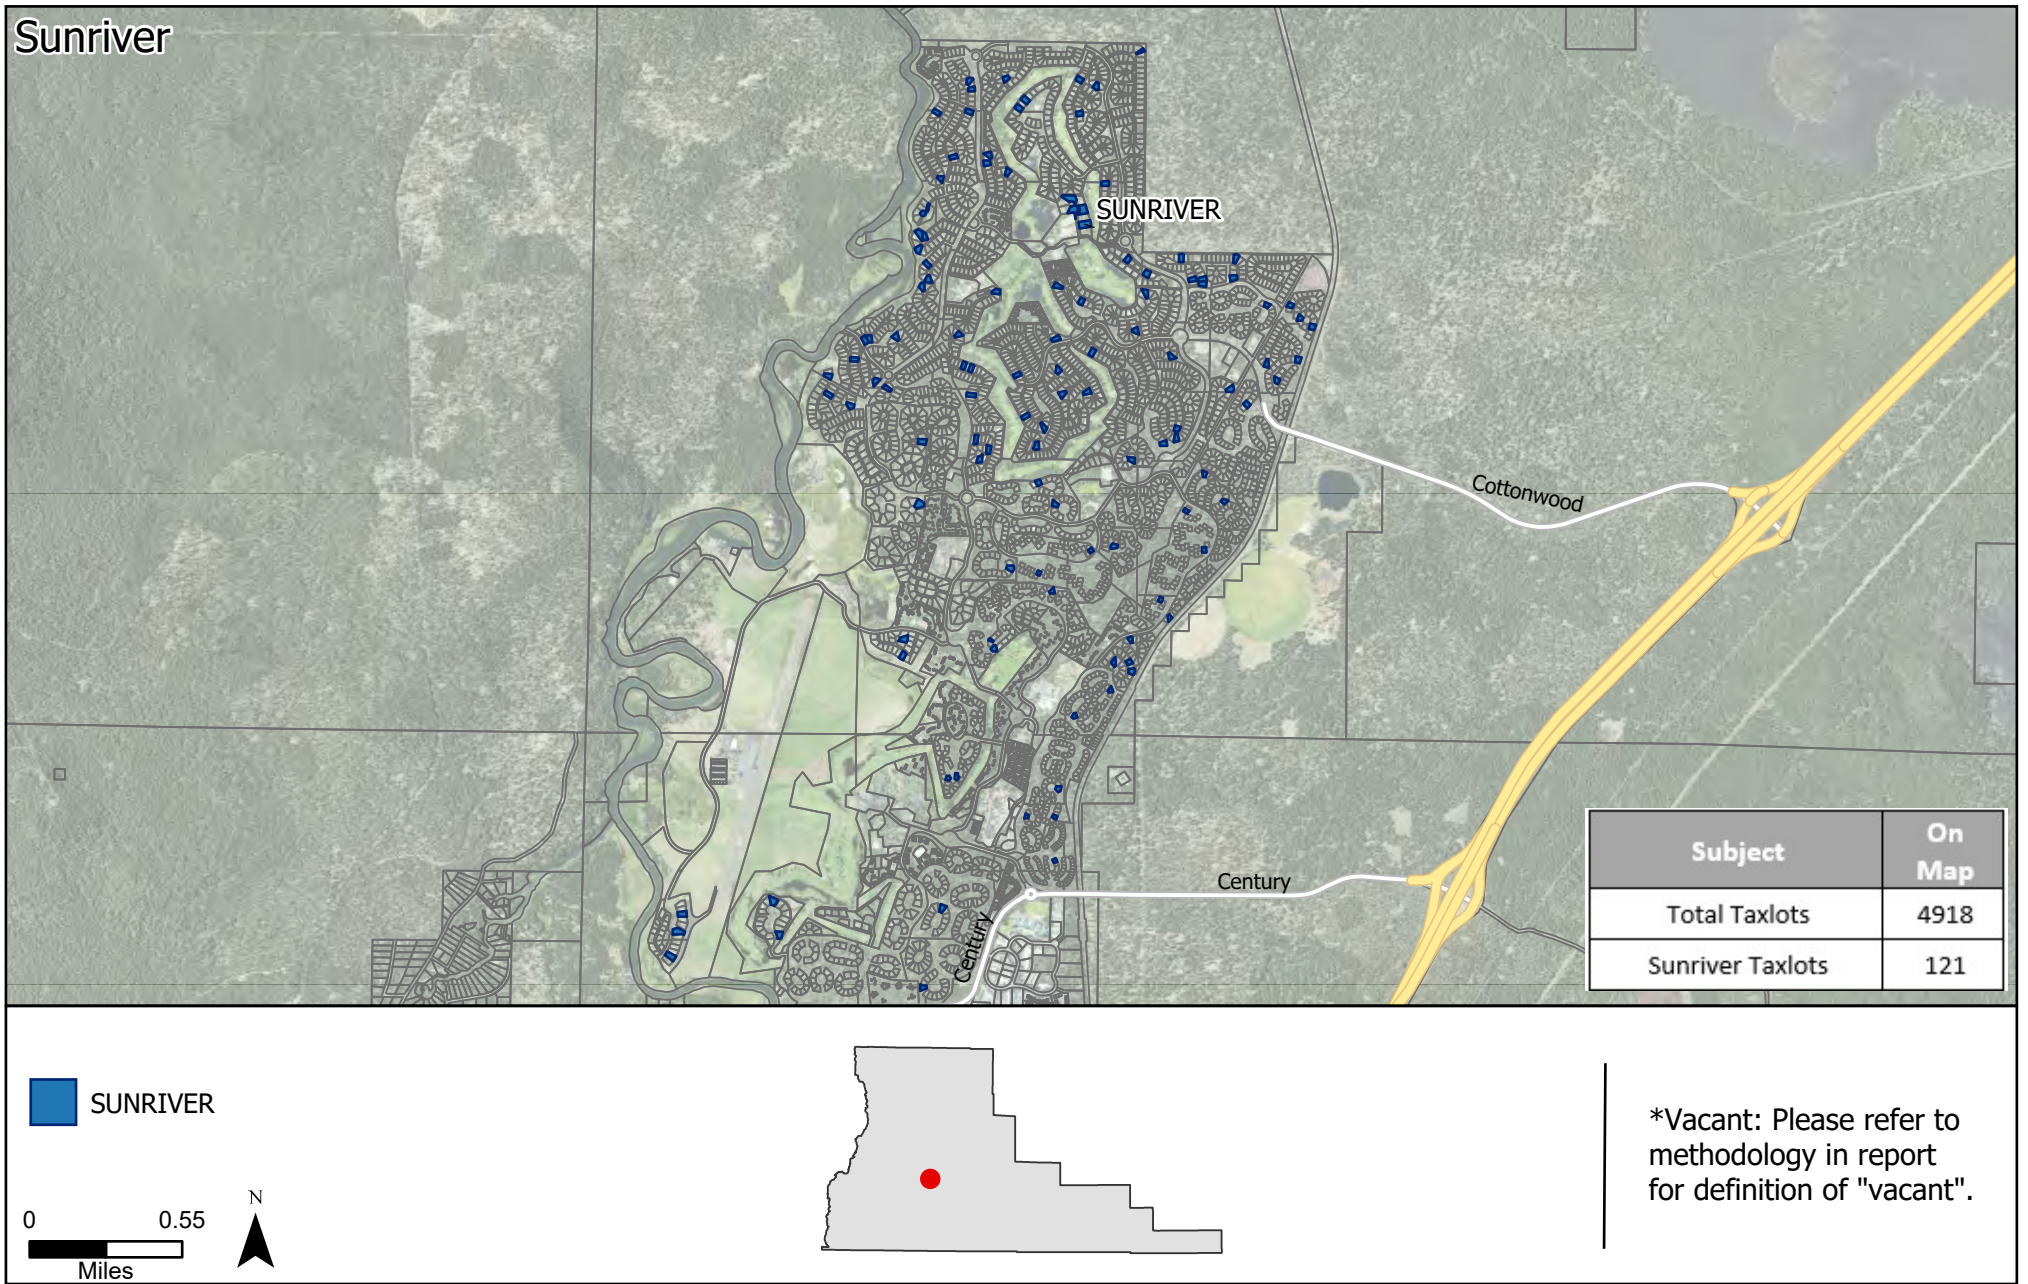 Sunriver
SUNRIVER
Cottonwood
Century
Century
Subject
On
Map
Total Taxlots
4918
Sunriver Taxlots
121
SUNRIVER
*Vacant: Please refer to
methodology in report
for definition of "vacant".
N
0
0.55
Miles